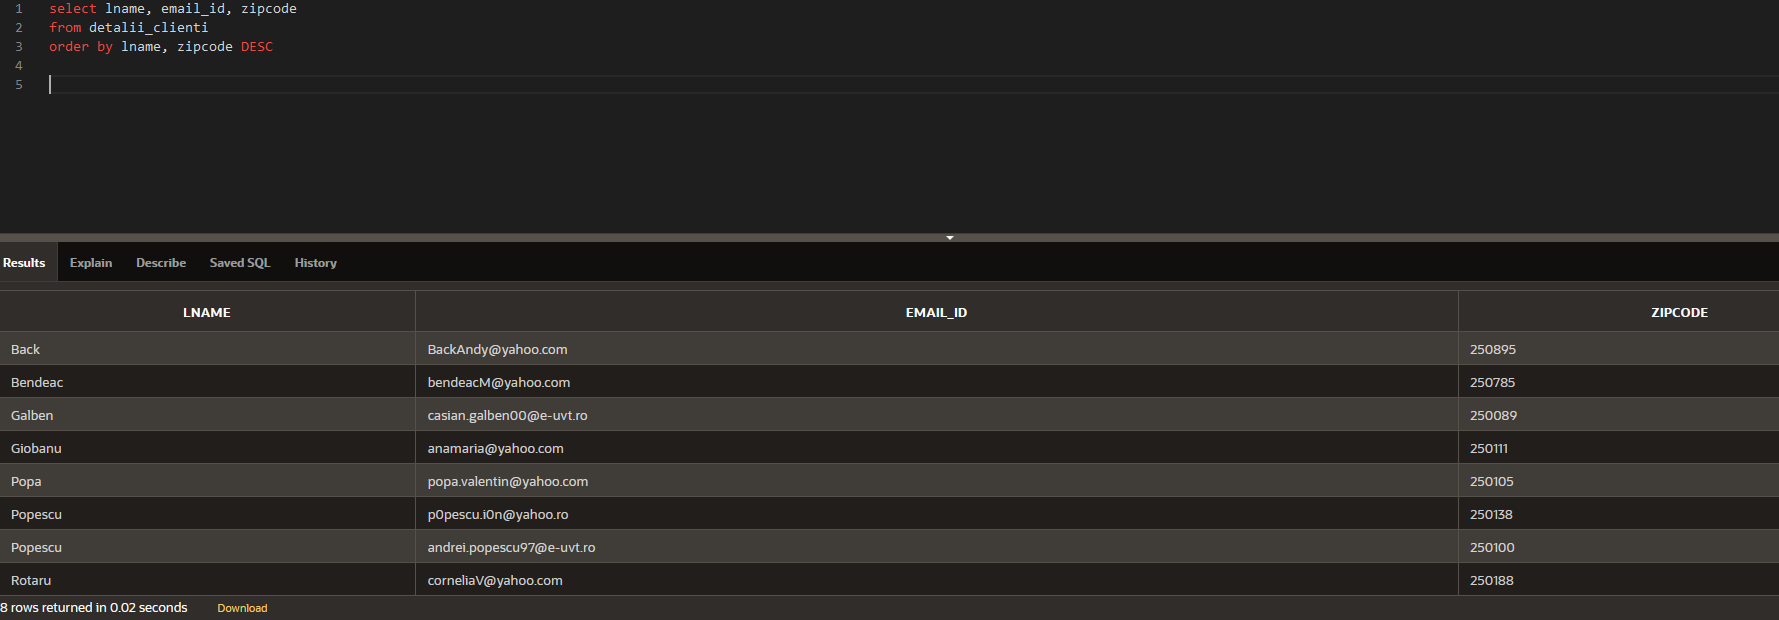 1 select lname, email_id, zipcode
2 from detalii_clienti
3 order by lname, zipcode DESC
4
5
Results Explain Describe Saved SQL History
LNAME EMAIL_ID ZIPCODE
Back BackAndy@yahoo.com 250895
Bendeac bendeacM@yahoo.com 250785
Galben casian.galben00@e-uvt.ro 250089
Giobanu anamaria@yahoo.com 250111
Popa popa.valentin@yahoo.com 250105
Popescu p0pescu.i0n@yahoo.ro 250138
Popescu andrei.popescu97@e-uvt.ro 250100
Rotaru corneliaV@yahoo.com 250188
8 rows returned in 0.02 seconds Download